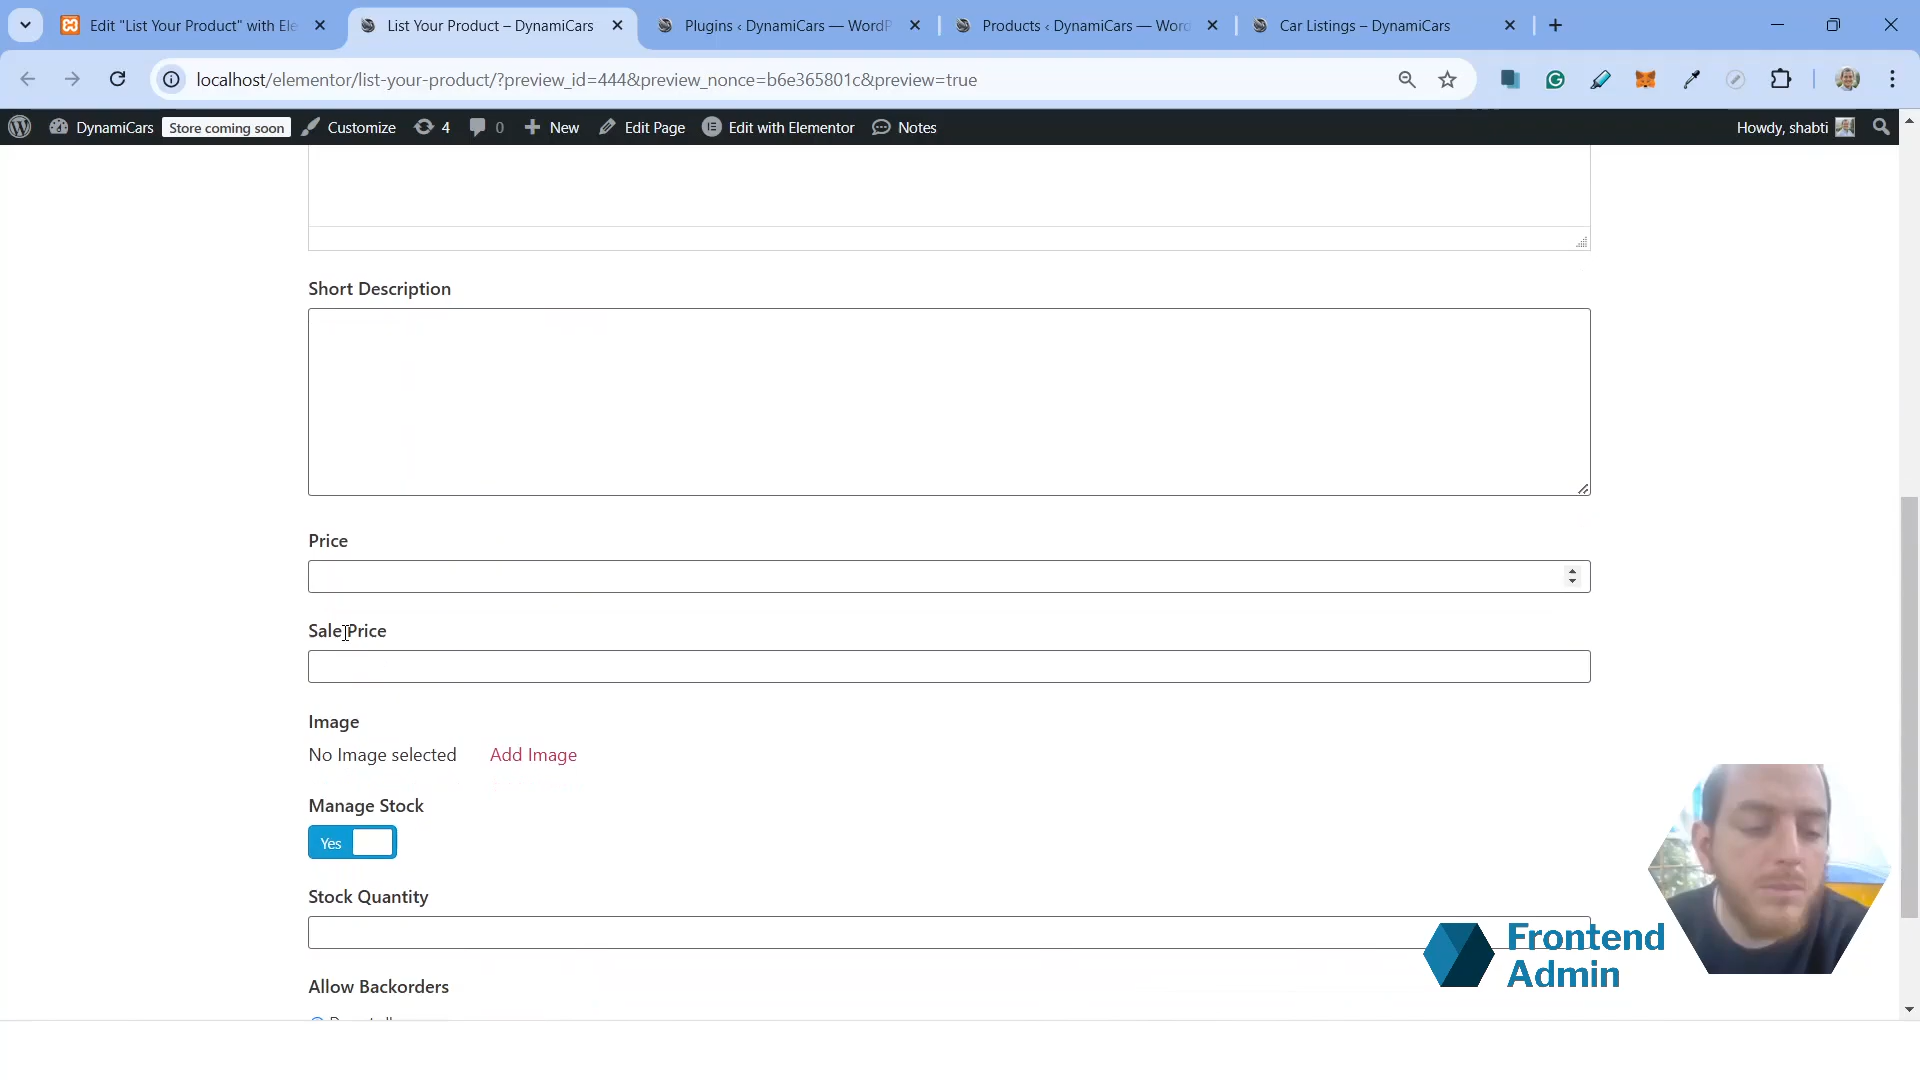 Edit "List Your Product" with Ele
List Your Product – DynamiCars
Plugins ‹ DynamiCars — WordP
Products ‹ DynamiCars — Word
Car Listings – DynamiCars
localhost/elementor/list-your-product/?preview_id=444&preview_nonce=b6e365801c&preview=true
DynamiCars Store coming soon Customize 4 0 New Edit Page Edit with Elementor Notes Howdy, shabti
Short Description
Price
Sale Price
Image
No Image selected Add Image
Manage Stock
Yes
Stock Quantity
Frontend
Admin
Allow Backorders